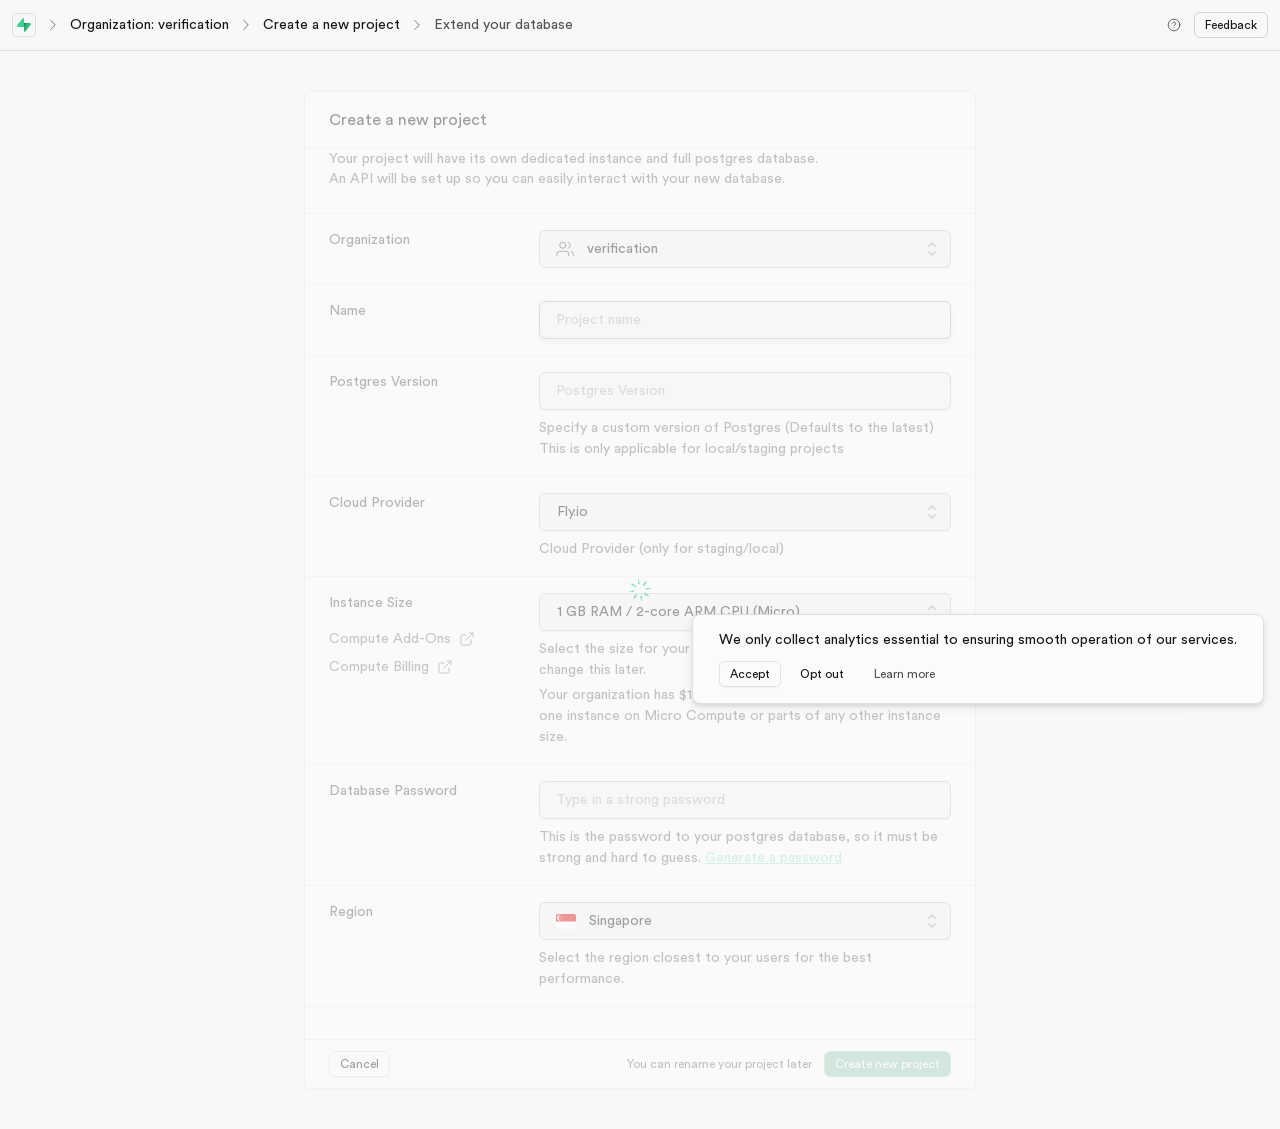 Organization: verification
Create a new project
Extend your database
Feedback
Create a new project
Your project will have its own dedicated instance and full postgres database.
An API will be set up so you can easily interact with your new database.
Organization
verification
Name
Project name
Postgres Version
Postgres Version
Specify a custom version of Postgres (Defaults to the latest)
This is only applicable for local/staging projects
Cloud Provider
Fly.io
Cloud Provider (only for staging/local)
Instance Size
1 GB RAM / 2-core ARM CPU (Micro)
Compute Add-Ons
Compute Billing
Select the size for your
change this later.
Your organization has $1
one instance on Micro Compute or parts of any other instance
size.
We only collect analytics essential to ensuring smooth operation of our services.
Accept
Opt out
Learn more
Database Password
Type in a strong password
This is the password to your postgres database, so it must be
strong and hard to guess. Generate a password
Region
Singapore
Select the region closest to your users for the best
performance.
Cancel
You can rename your project later
Create new project